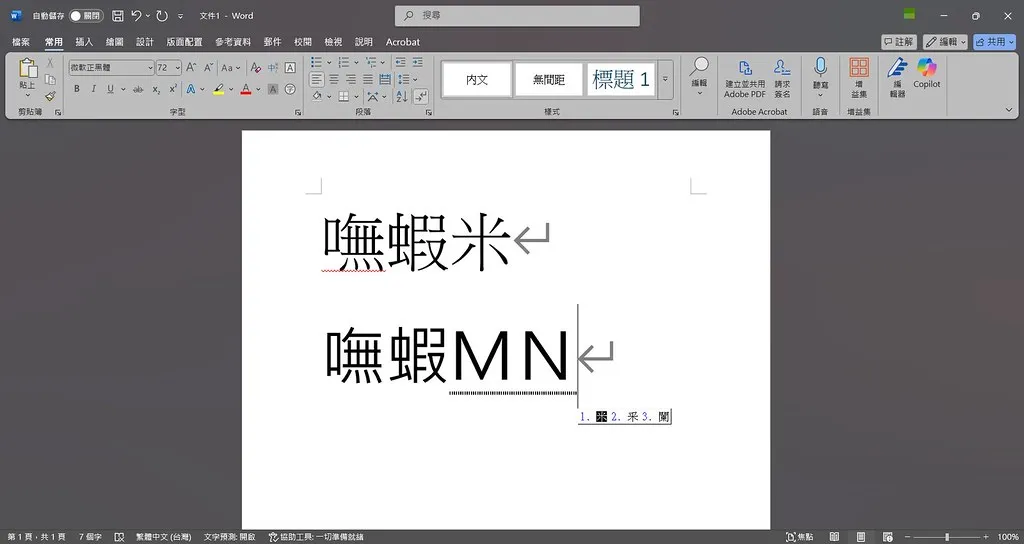 自動儲存 關閉 文件1 - Word 搜尋
檔案 常用 插入 繪圖 設計 版面配置 參考資料 郵件 校閱 檢視 說明 Acrobat 註解 編輯 共用
貼上 微軟正黑體 72 A A Aa 中 A
B I U ab x₂ x² A A A 字
剪貼簿 字型 段落
內文 無間距 標題 1
樣式
編輯
建立並共用 Adobe PDF 請求 簽名
Adobe Acrobat
聽寫
語音
增益集
增益集
編輯器 Copilot
嘸蝦米
嘸蝦MN
1. 米 2. 釆 3. 闌
第 1 頁，共 1 頁 7 個字 繁體中文 (台灣) 文字預測: 開啟 協助工具: 一切準備就緒 焦點 100%